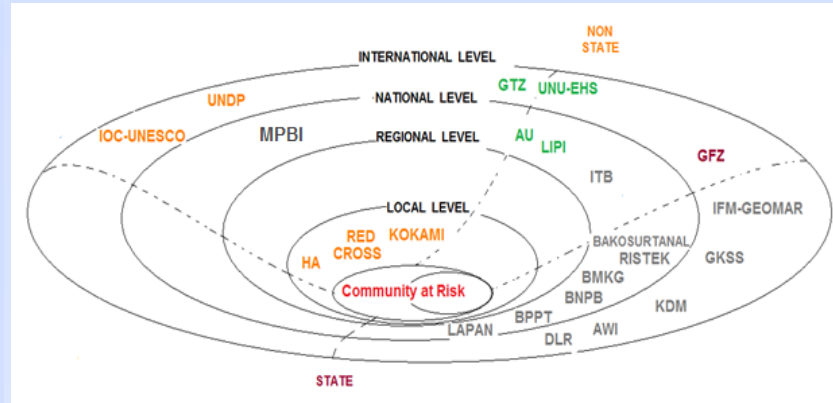 NON
STATE
INTERNATIONAL LEVEL
GTZ
UNU-EHS
UNDP
NATIONAL LEVEL
IOC-UNESCO
MPBI
REGIONAL LEVEL
AU
LIPI
GFZ
ITB
LOCAL LEVEL
IFM-GEOMAR
RED
CROSS
KOKAMI
BAKOSURTANAL
RISTEK
GKSS
HA
BMKG
Community at Risk
BNPB
KDM
BPPT
LAPAN
AWI
DLR
STATE